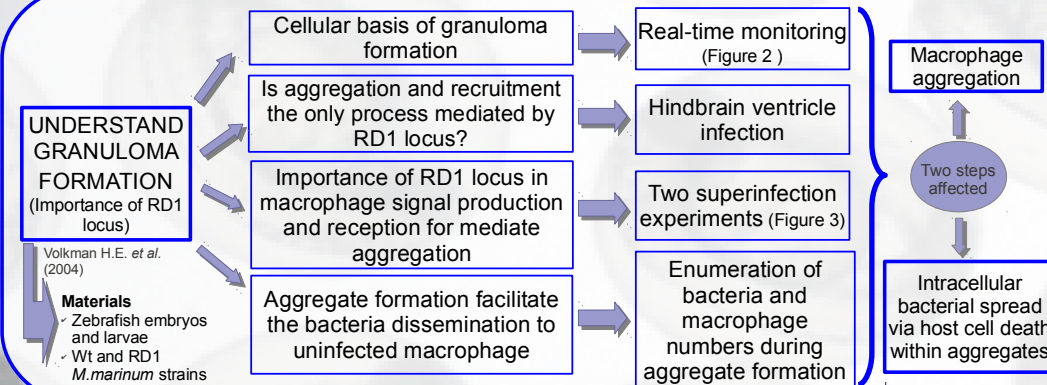 UNDERSTAND
GRANULOMA
FORMATION
(Importance of RD1
locus)
Volkman H.E. et al.
(2004)
Materials
✓ Zebrafish embryos
and larvae
✓ Wt and RD1
M.marinum strains
Cellular basis of granuloma
formation
Real-time monitoring
(Figure 2 )
Is aggregation and recruitment
the only process mediated by
RD1 locus?
Hindbrain ventricle
infection
Importance of RD1 locus in
macrophage signal production
and reception for mediate
aggregation
Two superinfection
experiments (Figure 3)
Aggregate formation facilitate
the bacteria dissemination to
uninfected macrophage
Enumeration of
bacteria and
macrophage
numbers during
aggregate formation
Macrophage
aggregation
Two steps
affected
Intracellular
bacterial spread
via host cell death
within aggregates